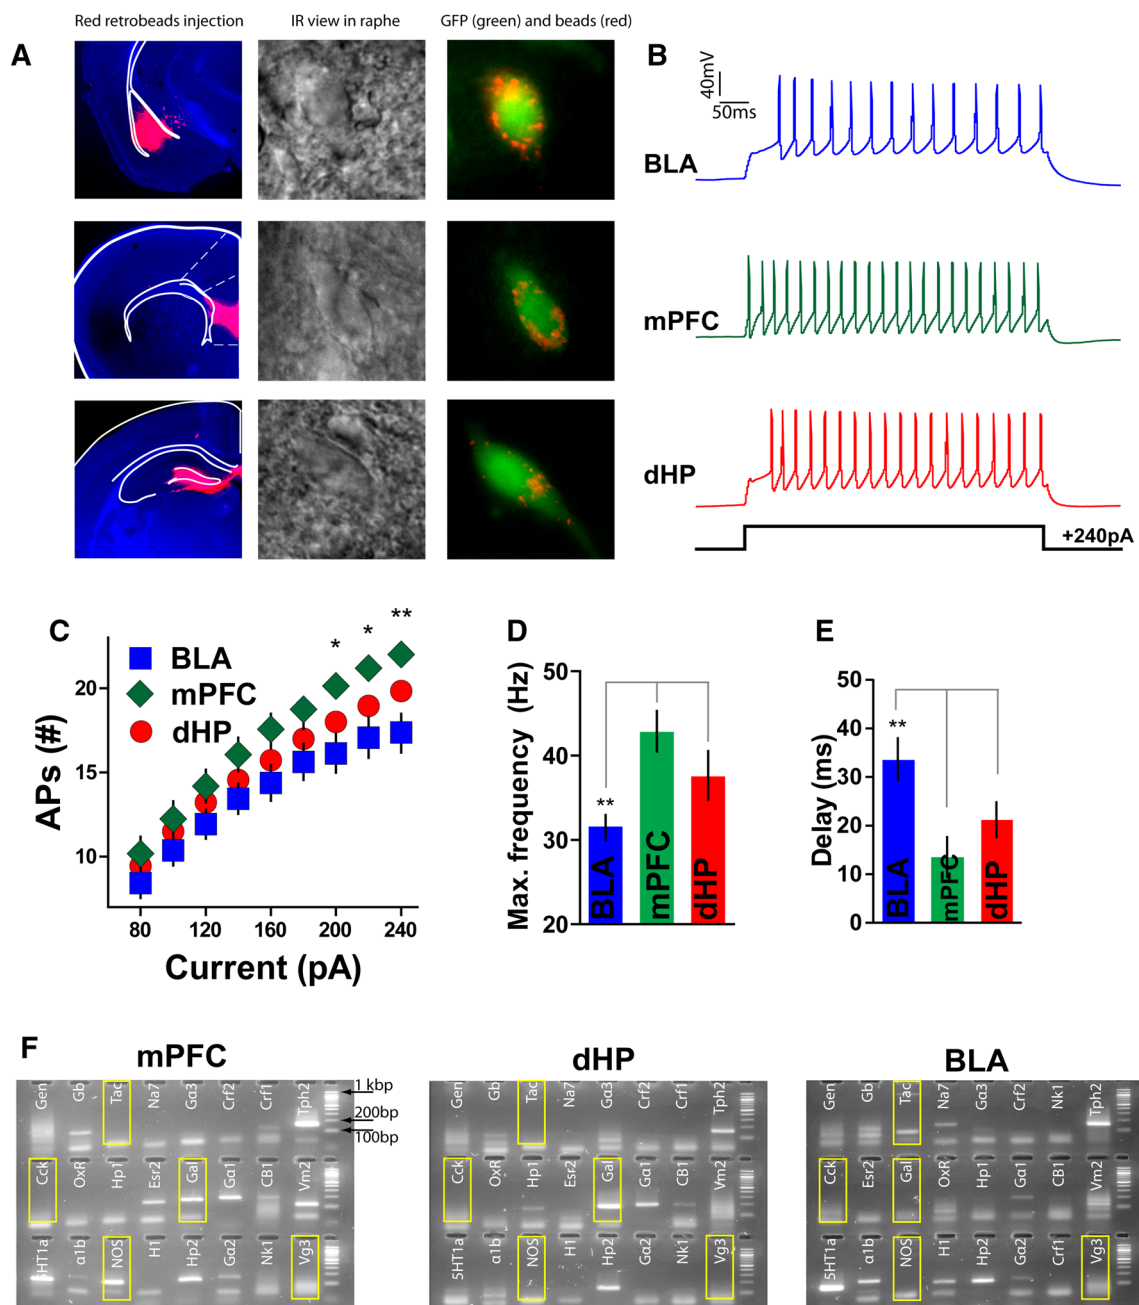 Red retrobeads injection IR view in raphe GFP (green) and beads (red)
A
B
40mV
50ms
BLA
mPFC
dHP
+240pA
C
BLA
mPFC
dHP
APs (#)
20
15
10
80 120 160 200 240
Current (pA)
* * **
D
Max. frequency (Hz)
50
40
30
20
**
BLA mPFC dHP
E
Delay (ms)
50
40
30
20
10
0
**
BLA mPFC dHP
F
mPFC dHP BLA
Gen Gb Tac Na7 Gα3 Crf2 Crf1 Tph2
1 kbp
200bp
100bp
Cck OxR Hp1 Esr2 Gal Gα1 CB1 Vm2
5HT1a α1b NOS H1 Hp2 Gα2 Nk1 Vg3
Gen Gb Tac Na7 Gα3 Crf2 Crf1 Tph2
Cck OxR Hp1 Esr2 Gal Gα1 CB1 Vm2
5HT1a α1b NOS H1 Hp2 Gα2 Nk1 Vg3
Gen Gb Tac Na7 Gα3 Crf2 Nk1 Tph2
Cck Esr2 Gal OxR Hp1 Gα1 CB1 Vm2
5HT1a α1b NOS H1 Hp2 Gα2 Crf1 Vg3